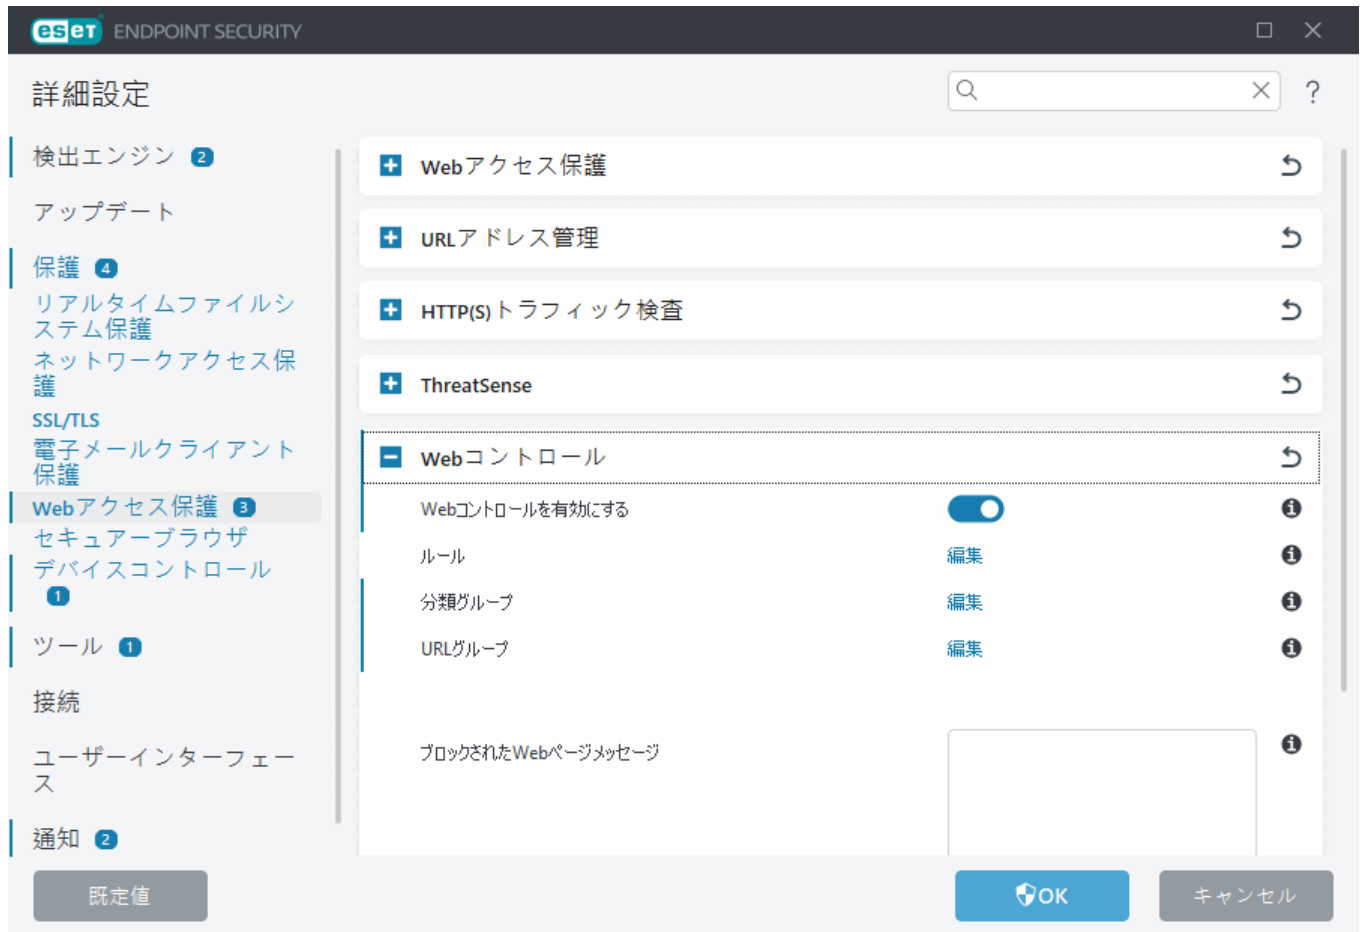 eset ENDPOINT SECURITY
詳細設定
?
検出エンジン 2
アップデート
保護 4
リアルタイムファイルシ
ステム保護
ネットワークアクセス保
護
SSL/TLS
電子メールクライアント
保護
Webアクセス保護 3
セキュアーブラウザ
デバイスコントロール
1
ツール 1
接続
ユーザーインターフェー
ス
通知 2
Webアクセス保護
URLアドレス管理
HTTP(S)トラフィック検査
ThreatSense
Webコントロール
Webコントロールを有効にする
ルール 編集
分類グループ 編集
URLグループ 編集
ブロックされたWebページメッセージ
既定値
OK
キャンセル